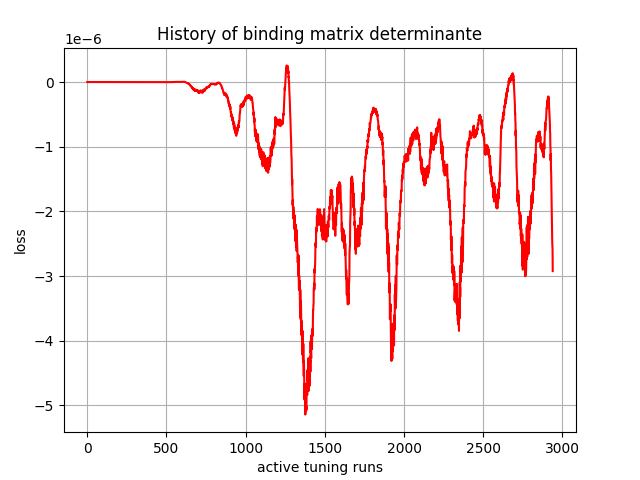 History of binding matrix determinante
1e−6
0
−1
−2
−3
−4
−5
loss
0 500 1000 1500 2000 2500 3000
active tuning runs